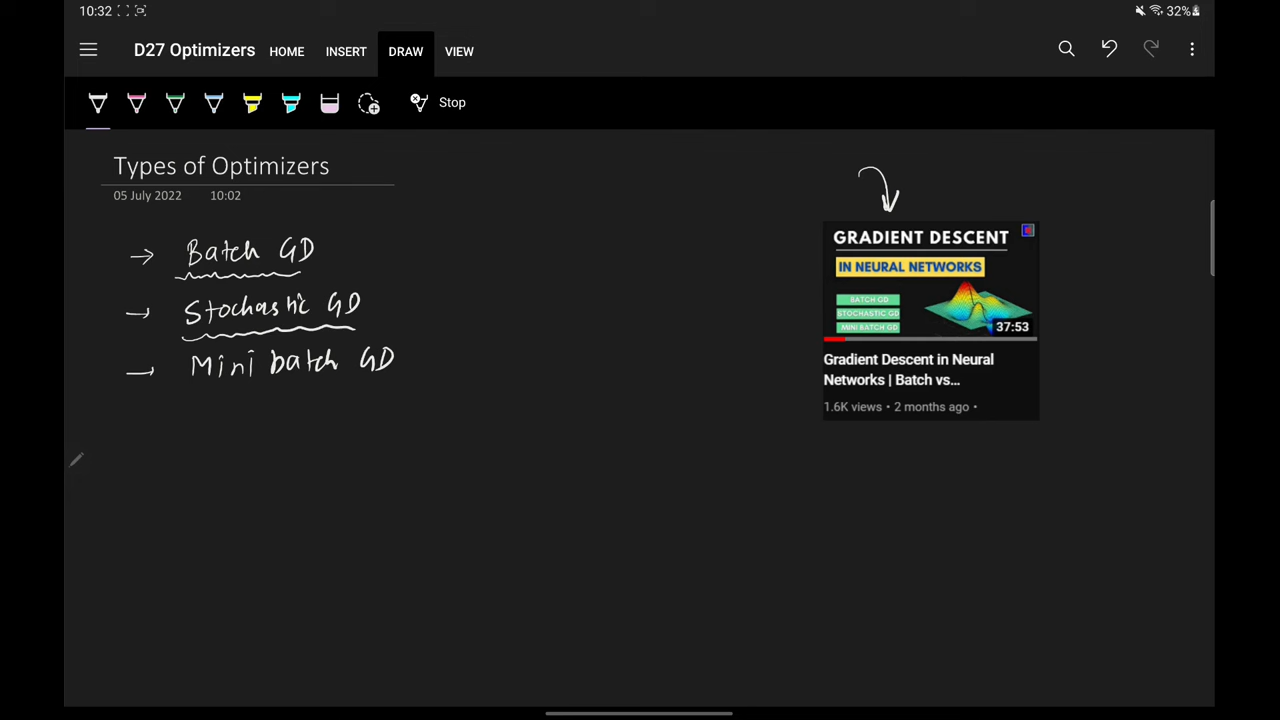 10:32
32%
D27 Optimizers HOME INSERT DRAW VIEW
Stop
Types of Optimizers
05 July 2022 10:02
→ Batch GD
→ Stochastic GD
→ Mini batch GD
GRADIENT DESCENT
IN NEURAL NETWORKS
BATCH GD
STOCHASTIC GD
MINI BATCH GD
37:53
Gradient Descent in Neural
Networks | Batch vs...
1.6K views • 2 months ago •